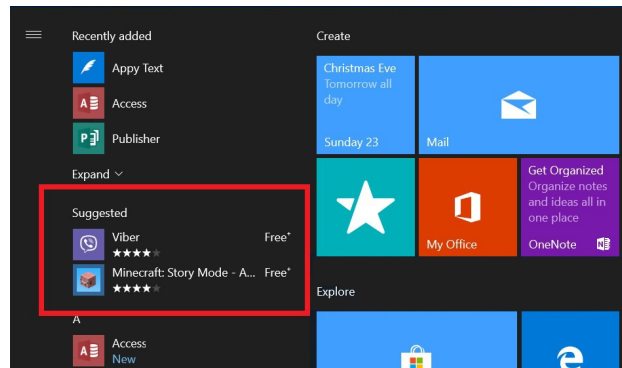 Recently added
Appy Text
Access
Publisher
Expand
Suggested
Viber Free+
Minecraft: Story Mode - A... Free+
A
Access
New
Create
Christmas Eve
Tomorrow all
day
Sunday 23
Mail
My Office
Get Organized
Organize notes
and ideas all in
one place
OneNote
Explore